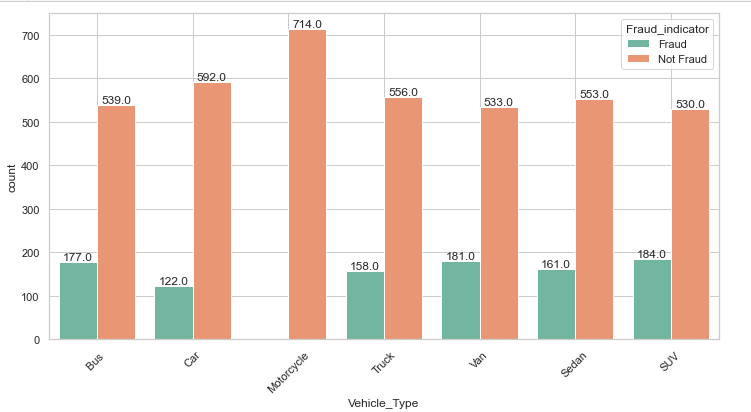 Fraud_indicator
Fraud
Not Fraud
count
700
600
500
400
300
200
100
0
177.0
539.0
122.0
592.0
714.0
158.0
556.0
181.0
533.0
161.0
553.0
184.0
530.0
Bus
Car
Motorcycle
Truck
Van
Sedan
SUV
Vehicle_Type